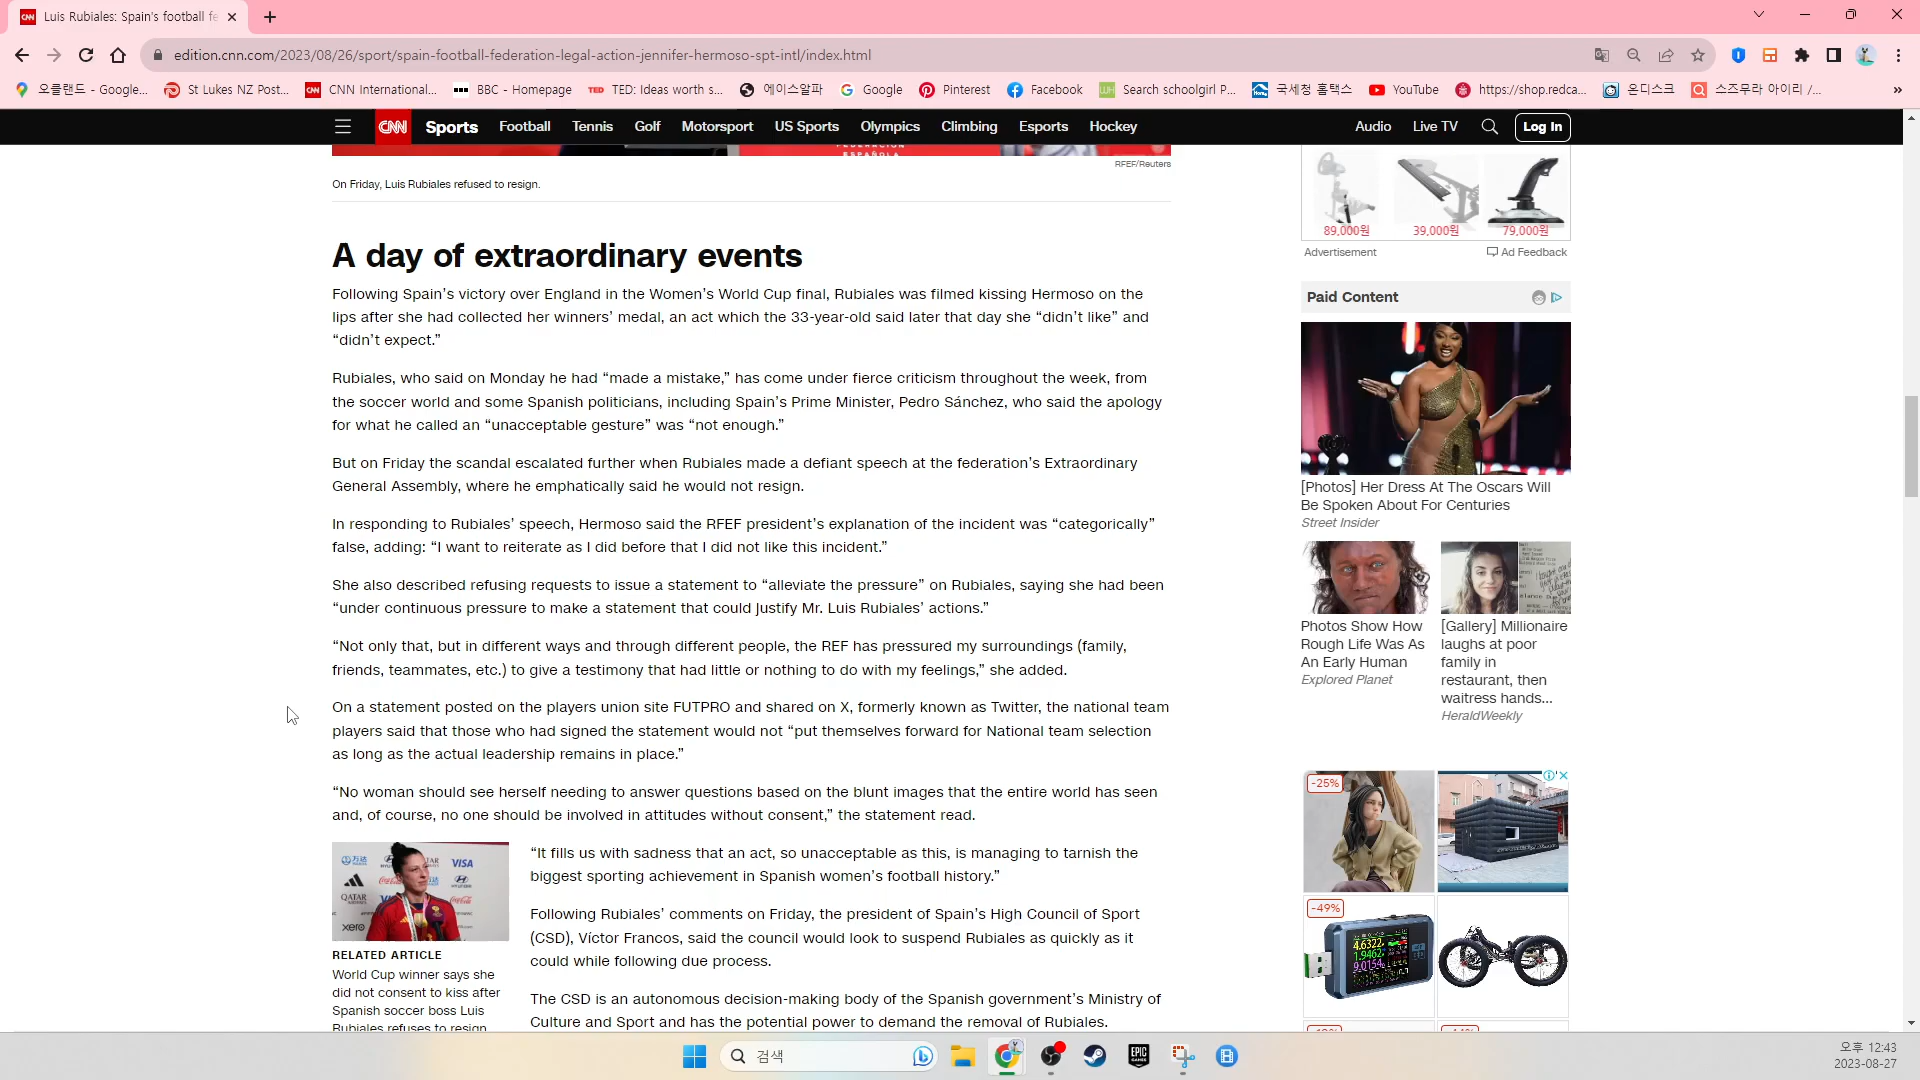 Luis Rubiales: Spain's football fe
edition.cnn.com/2023/08/26/sport/spain-football-federation-legal-action-jennifer-hermoso-spt-intl/index.html
오클랜드 - Google...
St Lukes NZ Post...
CNN International...
BBC - Homepage
TED: Ideas worth s...
에이스알파
Google
Pinterest
Facebook
Search schoolgirl P...
국세청 홈택스
YouTube
https://shop.redca...
온디스크
스즈무라 아이리 /...
CNN Sports Football Tennis Golf Motorsport US Sports Olympics Climbing Esports Hockey Audio Live TV Log In
ESPAÑOLA
RFEF/Reuters
On Friday, Luis Rubiales refused to resign.
A day of extraordinary events
Following Spain’s victory over England in the Women’s World Cup final, Rubiales was filmed kissing Hermoso on the
lips after she had collected her winners’ medal, an act which the 33-year-old said later that day she “didn’t like” and
“didn’t expect.”
Rubiales, who said on Monday he had “made a mistake,” has come under fierce criticism throughout the week, from
the soccer world and some Spanish politicians, including Spain’s Prime Minister, Pedro Sánchez, who said the apology
for what he called an “unacceptable gesture” was “not enough.”
But on Friday the scandal escalated further when Rubiales made a defiant speech at the federation’s Extraordinary
General Assembly, where he emphatically said he would not resign.
In responding to Rubiales’ speech, Hermoso said the RFEF president’s explanation of the incident was “categorically”
false, adding: “I want to reiterate as I did before that I did not like this incident.”
She also described refusing requests to issue a statement to “alleviate the pressure” on Rubiales, saying she had been
“under continuous pressure to make a statement that could justify Mr. Luis Rubiales’ actions.”
“Not only that, but in different ways and through different people, the REF has pressured my surroundings (family,
friends, teammates, etc.) to give a testimony that had little or nothing to do with my feelings,” she added.
On a statement posted on the players union site FUTPRO and shared on X, formerly known as Twitter, the national team
players said that those who had signed the statement would not “put themselves forward for National team selection
as long as the actual leadership remains in place.”
“No woman should see herself needing to answer questions based on the blunt images that the entire world has seen
and, of course, no one should be involved in attitudes without consent,” the statement read.
VISA
QATAR
xero
RELATED ARTICLE
World Cup winner says she
did not consent to kiss after
Spanish soccer boss Luis
Rubiales refuses to resign
“It fills us with sadness that an act, so unacceptable as this, is managing to tarnish the
biggest sporting achievement in Spanish women’s football history.”
Following Rubiales’ comments on Friday, the president of Spain’s High Council of Sport
(CSD), Víctor Francos, said the council would look to suspend Rubiales as quickly as it
could while following due process.
The CSD is an autonomous decision-making body of the Spanish government’s Ministry of
Culture and Sport and has the potential power to demand the removal of Rubiales.
89,000원
39,000원
79,000원
Advertisement
Ad Feedback
Paid Content
[Photos] Her Dress At The Oscars Will
Be Spoken About For Centuries
Street Insider
Photos Show How
Rough Life Was As
An Early Human
Explored Planet
[Gallery] Millionaire
laughs at poor
family in
restaurant, then
waitress hands...
HeraldWeekly
-25%
-49%
4.6322
1.9462
9.0154
검색
EPIC
GAMES
오후 12:43
2023-08-27